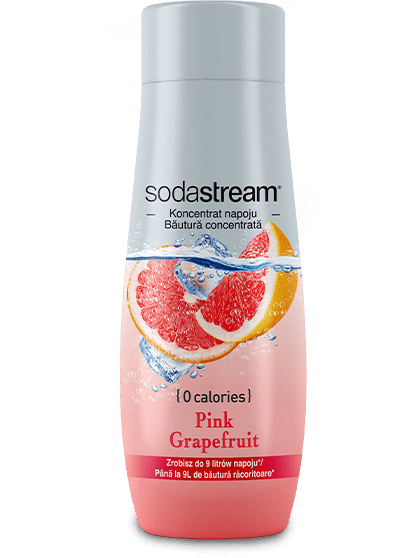 sodastream®
Koncentrat napoju
Băutură concentrată
{0 calories}
Pink
Grapefruit
Zrobisz do 9 litrów napoju*/
Până la 9L de băutură răcoritoare*